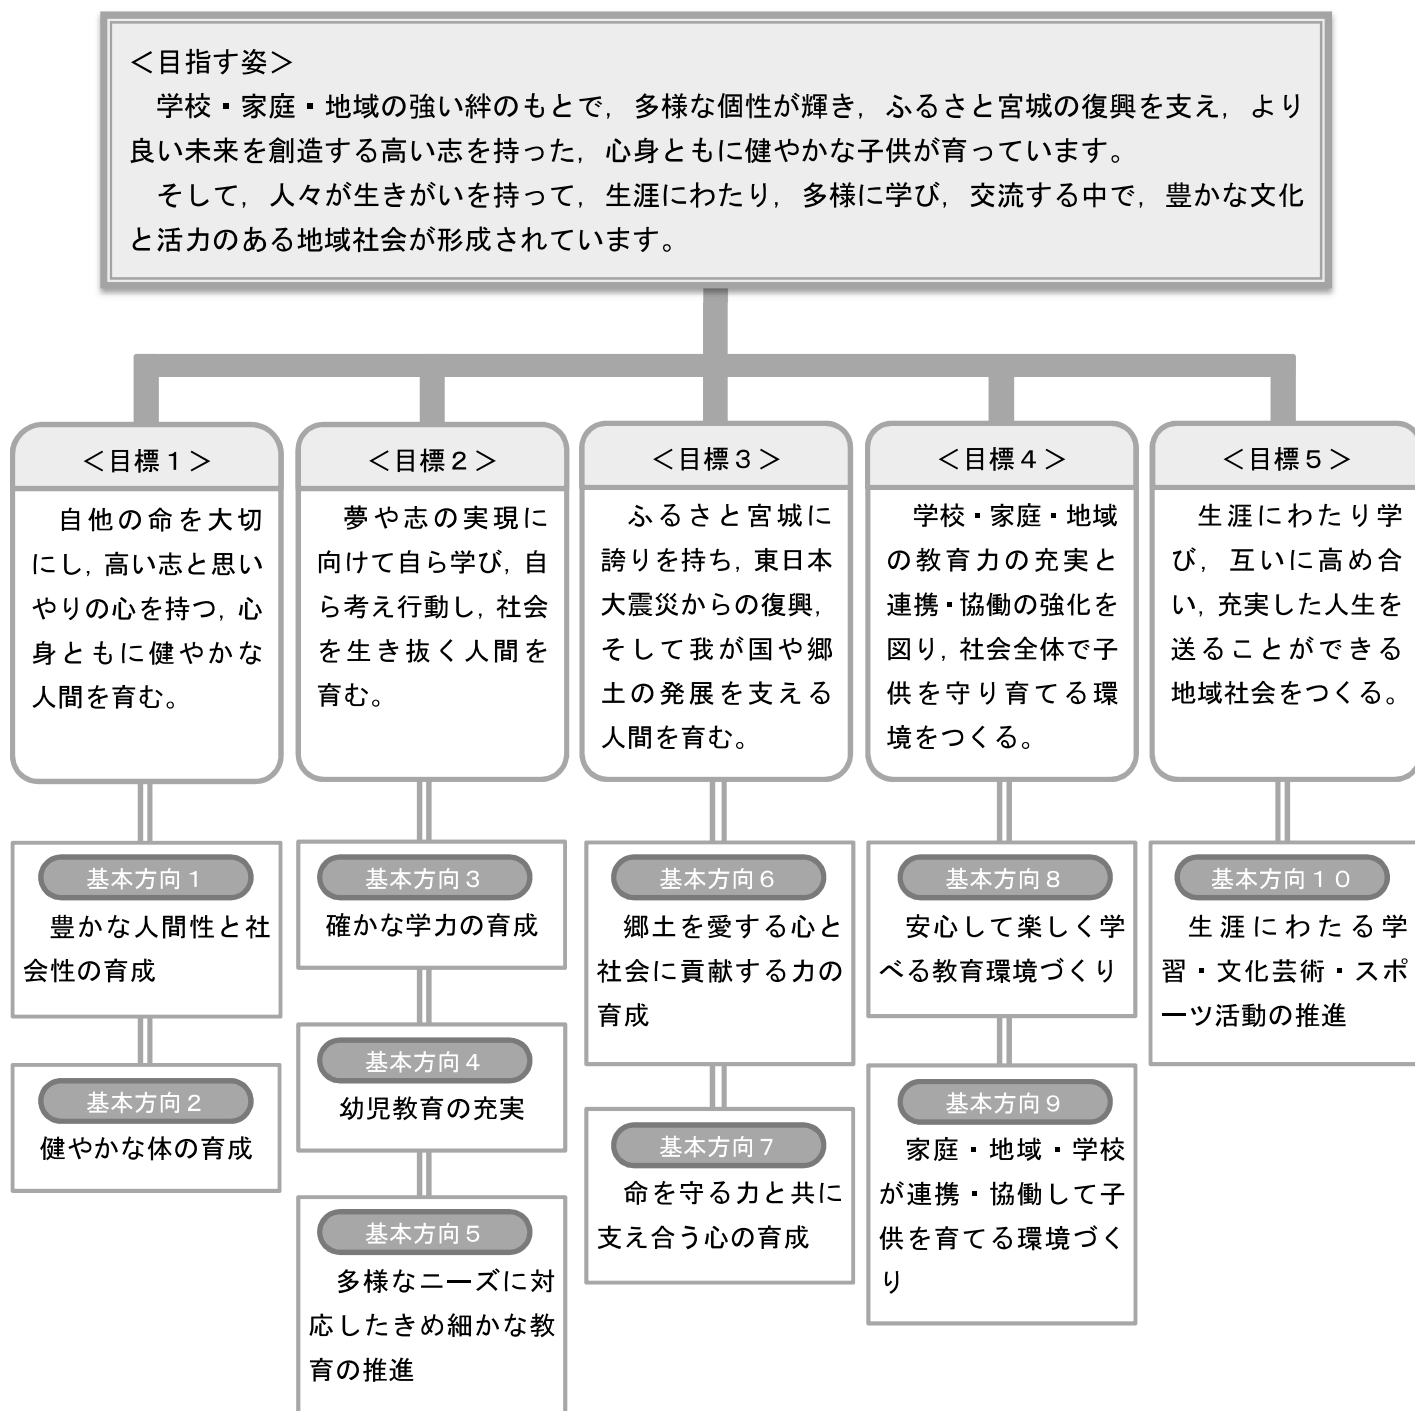 ＜目指す姿＞
　学校・家庭・地域の強い絆のもとで，多様な個性が輝き，ふるさと宮城の復興を支え，より
良い未来を創造する高い志を持った，心身ともに健やかな子供が育っています。
　そして，人々が生きがいを持って，生涯にわたり，多様に学び，交流する中で，豊かな文化
と活力のある地域社会が形成されています。
＜目標１＞
　自他の命を大切
にし，高い志と思い
やりの心を持つ，心
身ともに健やかな
人間を育む。
基本方向１
　豊かな人間性と社
会性の育成
基本方向２
健やかな体の育成
＜目標２＞
　夢や志の実現に
向けて自ら学び，自
ら考え行動し，社会
を生き抜く人間を
育む。
基本方向３
確かな学力の育成
基本方向４
幼児教育の充実
基本方向５
　多様なニーズに対
応したきめ細かな教
育の推進
＜目標３＞
　ふるさと宮城に
誇りを持ち，東日本
大震災からの復興，
そして我が国や郷
土の発展を支える
人間を育む。
基本方向６
　郷土を愛する心と
社会に貢献する力の
育成
基本方向７
　命を守る力と共に
支え合う心の育成
＜目標４＞
　学校・家庭・地域
の教育力の充実と
連携・協働の強化を
図り，社会全体で子
供を守り育てる環
境をつくる。
基本方向８
　安心して楽しく学
べる教育環境づくり
基本方向９
　家庭・地域・学校
が連携・協働して子
供を育てる環境づく
り
＜目標５＞
　生涯にわたり学
び，互いに高め合
い，充実した人生を
送ることができる
地域社会をつくる。
基本方向１０
　生涯にわたる学
習・文化芸術・スポ
ーツ活動の推進